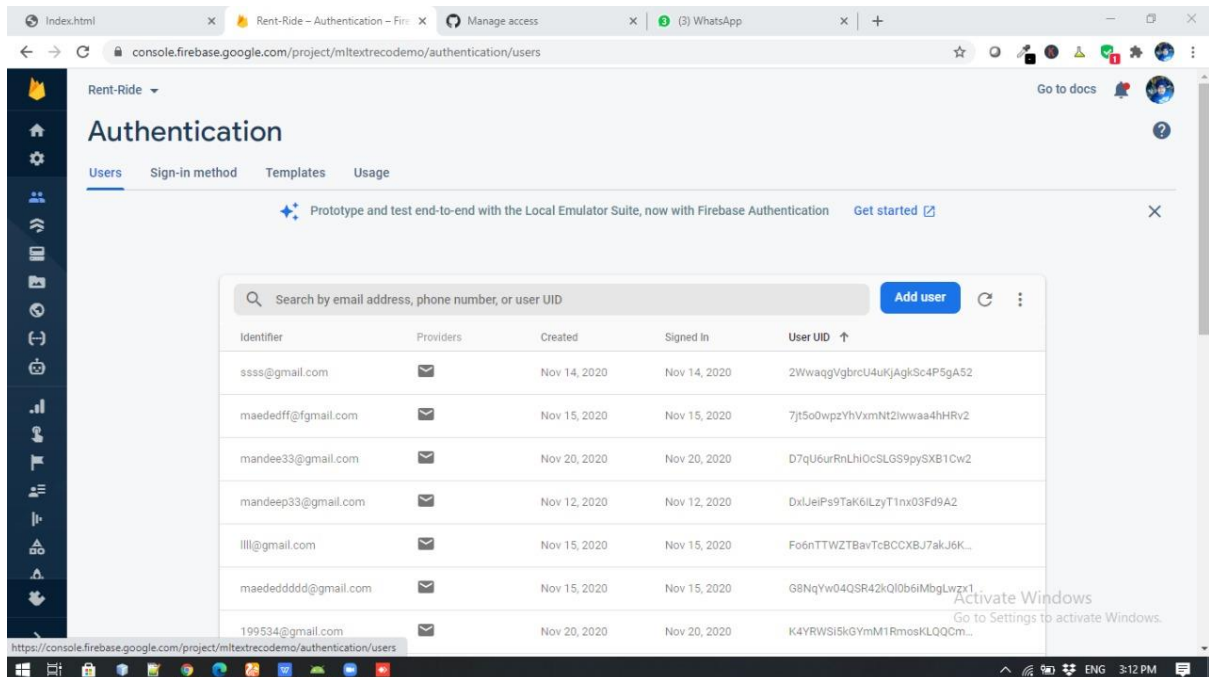 Index.html
Rent-Ride – Authentication – Fire
Manage access
(3) WhatsApp
console.firebase.google.com/project/mltextrecodemo/authentication/users
Rent-Ride
Go to docs
Authentication
Users Sign-in method Templates Usage
Prototype and test end-to-end with the Local Emulator Suite, now with Firebase Authentication Get started
Search by email address, phone number, or user UID
Add user
Identifier Providers Created Signed In User UID
ssss@gmail.com Nov 14, 2020 Nov 14, 2020 2WwaqgVgbrcU4uKjAgkSc4P5gA52
maededff@fgmail.com Nov 15, 2020 Nov 15, 2020 7jt5o0wpzYhVxmNt2Iwwaa4hHRv2
mandee33@gmail.com Nov 20, 2020 Nov 20, 2020 D7qU6urRnLhiOcSLGS9pySXB1Cw2
mandeep33@gmail.com Nov 12, 2020 Nov 12, 2020 DxlJeiPs9TaK6ILzyT1nx03Fd9A2
llll@gmail.com Nov 15, 2020 Nov 15, 2020 Fo6nTTWZTBavTcBCCXBJ7akJ6K...
maededdddd@gmail.com Nov 15, 2020 Nov 15, 2020 G8NqYw04QSR42kQl0b6iMbgLwzx1
Activate Windows
Go to Settings to activate Windows.
199534@gmail.com Nov 20, 2020 Nov 20, 2020 K4YRWSi5kGYmM1RmosKLQQCm...
https://console.firebase.google.com/project/mltextrecodemo/authentication/users
ENG 3:12 PM